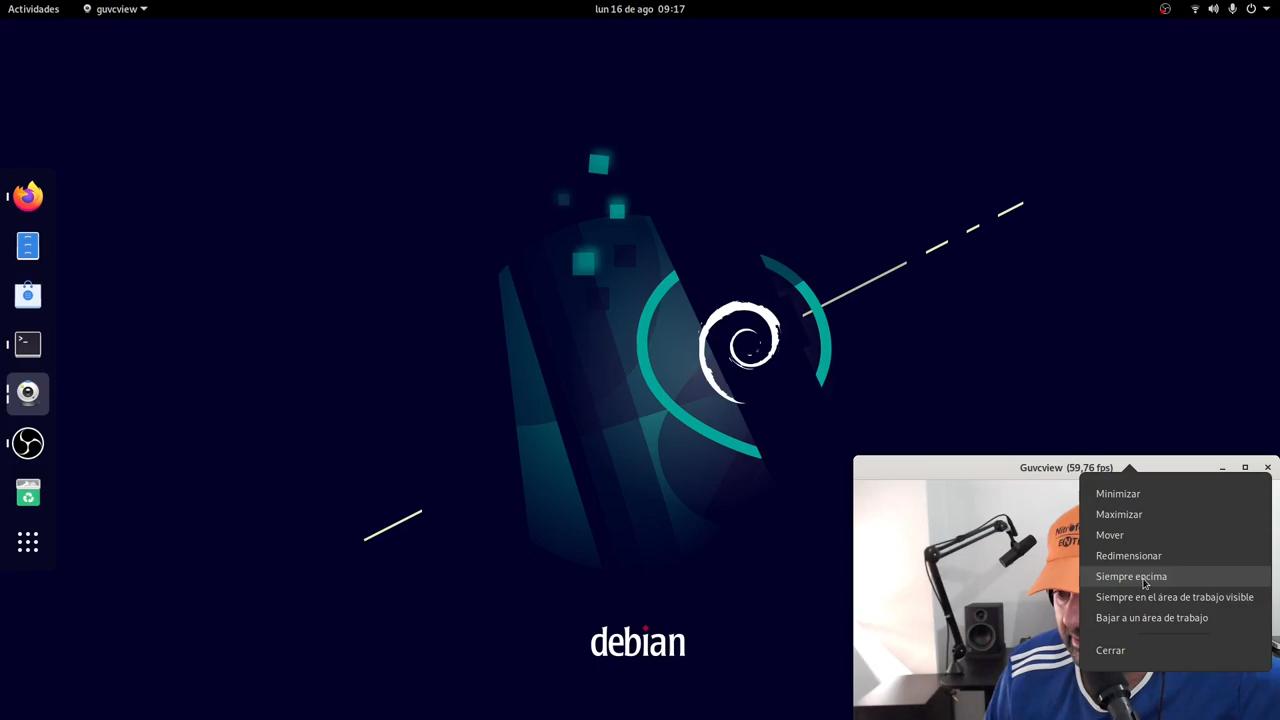 Actividades guvcview lun 16 de ago 09:17
debian
Guvcview (59,76 fps)
Minimizar
Maximizar
Mover
Redimensionar
Siempre encima
Siempre en el área de trabajo visible
Bajar a un área de trabajo
Cerrar